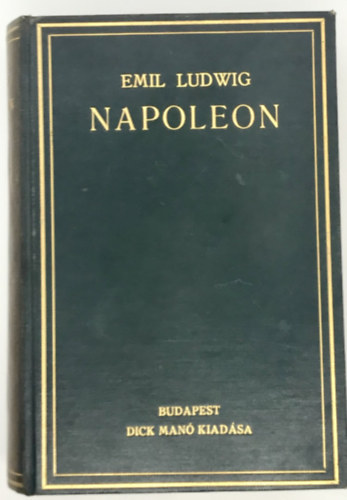 EMIL LUDWIG
NAPOLEON
BUDAPEST
DICK MANÓ KIADÁSA